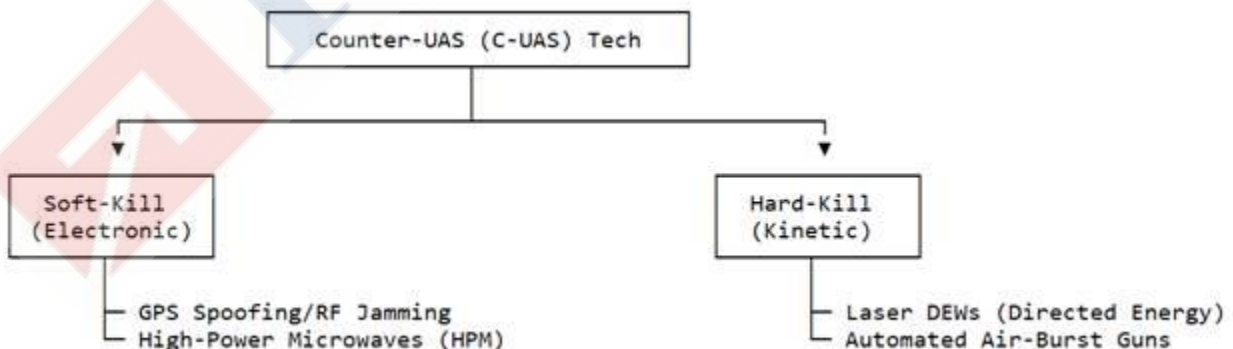 Counter-UAS (C-UAS) Tech
Soft-Kill
(Electronic)
GPS Spoofing/RF Jamming
High-Power Microwaves (HPM)
Hard-Kill
(Kinetic)
Laser DEWs (Directed Energy)
Automated Air-Burst Guns